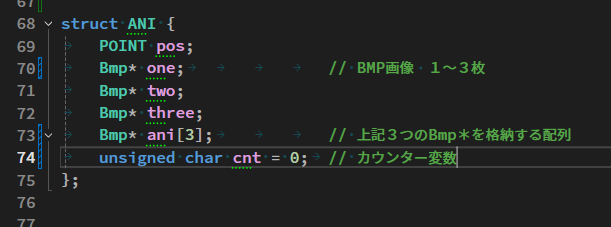 67
68 struct ANI {
69 POINT pos;
70 Bmp* one; // BMP画像 １～３枚
71 Bmp* two;
72 Bmp* three;
73 Bmp* ani[3]; // 上記３つのBmp＊を格納する配列
74 unsigned char cnt = 0; // カウンター変数
75 };
76
77